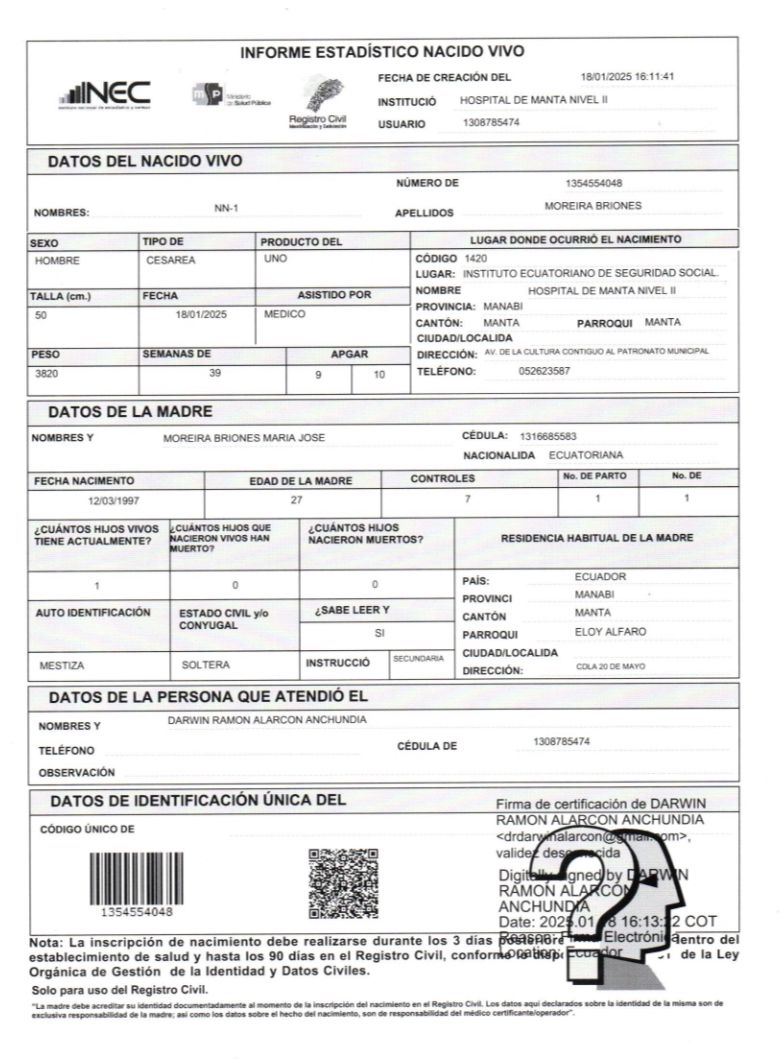 INFORME ESTADÍSTICO NACIDO VIVO
INEC
Instituto nacional de estadística y censos
msp Ministerio de Salud Pública
Registro Civil
Identificación y Cedulación
FECHA DE CREACIÓN DEL 18/01/2025 16:11:41
INSTITUCIÓ HOSPITAL DE MANTA NIVEL II
USUARIO 1308785474
DATOS DEL NACIDO VIVO
NÚMERO DE 1354554048
NOMBRES: NN-1 APELLIDOS MOREIRA BRIONES
SEXO TIPO DE PRODUCTO DEL LUGAR DONDE OCURRIÓ EL NACIMIENTO
HOMBRE CESAREA UNO CÓDIGO 1420
LUGAR: INSTITUTO ECUATORIANO DE SEGURIDAD SOCIAL.
TALLA (cm.) FECHA ASISTIDO POR NOMBRE HOSPITAL DE MANTA NIVEL II
50 18/01/2025 MEDICO PROVINCIA: MANABI
CANTÓN: MANTA PARROQUI MANTA
CIUDAD/LOCALIDA
PESO SEMANAS DE APGAR DIRECCIÓN: AV. DE LA CULTURA CONTIGUO AL PATRONATO MUNICIPAL
3820 39 9 10 TELÉFONO: 052623587
DATOS DE LA MADRE
NOMBRES Y MOREIRA BRIONES MARIA JOSE CÉDULA: 1316685583
NACIONALIDA ECUATORIANA
FECHA NACIMIENTO EDAD DE LA MADRE CONTROLES No. DE PARTO No. DE
12/03/1997 27 7 1 1
¿CUÁNTOS HIJOS VIVOS TIENE ACTUALMENTE? ¿CUÁNTOS HIJOS QUE NACIERON VIVOS HAN MUERTO? ¿CUÁNTOS HIJOS NACIERON MUERTOS? RESIDENCIA HABITUAL DE LA MADRE
1 0 0 PAÍS: ECUADOR
PROVINCI MANABI
AUTO IDENTIFICACIÓN ESTADO CIVIL y/o CONYUGAL ¿SABE LEER Y CANTÓN MANTA
SI PARROQUI ELOY ALFARO
CIUDAD/LOCALIDA
MESTIZA SOLTERA INSTRUCCIÓ SECUNDARIA DIRECCIÓN: CDLA 20 DE MAYO
DATOS DE LA PERSONA QUE ATENDIÓ EL
NOMBRES Y DARWIN RAMON ALARCON ANCHUNDIA
TELÉFONO CÉDULA DE 1308785474
OBSERVACIÓN
DATOS DE IDENTIFICACIÓN ÚNICA DEL
CÓDIGO ÚNICO DE
1354554048
Firma de certificación de DARWIN
RAMON ALARCON ANCHUNDIA
<drdarwinalarcon@gmail.com>,
validez desconocida
Digitally signed by DARWIN
RAMON ALARCON
ANCHUNDIA
Date: 2025.01.18 16:13:22 COT
Reason: Firma Electrónica
Location: Ecuador
Nota: La inscripción de nacimiento debe realizarse durante los 3 días dentro del
establecimiento de salud y hasta los 90 días en el Registro Civil, conforme lo de la Ley
Orgánica de Gestión de la Identidad y Datos Civiles.
Solo para uso del Registro Civil.
"La madre debe acreditar su identidad documentadamente al momento de la inscripción del nacimiento en el Registro Civil. Los datos aqui declarados sobre la identidad de la misma son de
exclusiva responsabilidad de la madre; asi como los datos sobre el hecho del nacimiento, son de responsabilidad del médico certificante/operador".